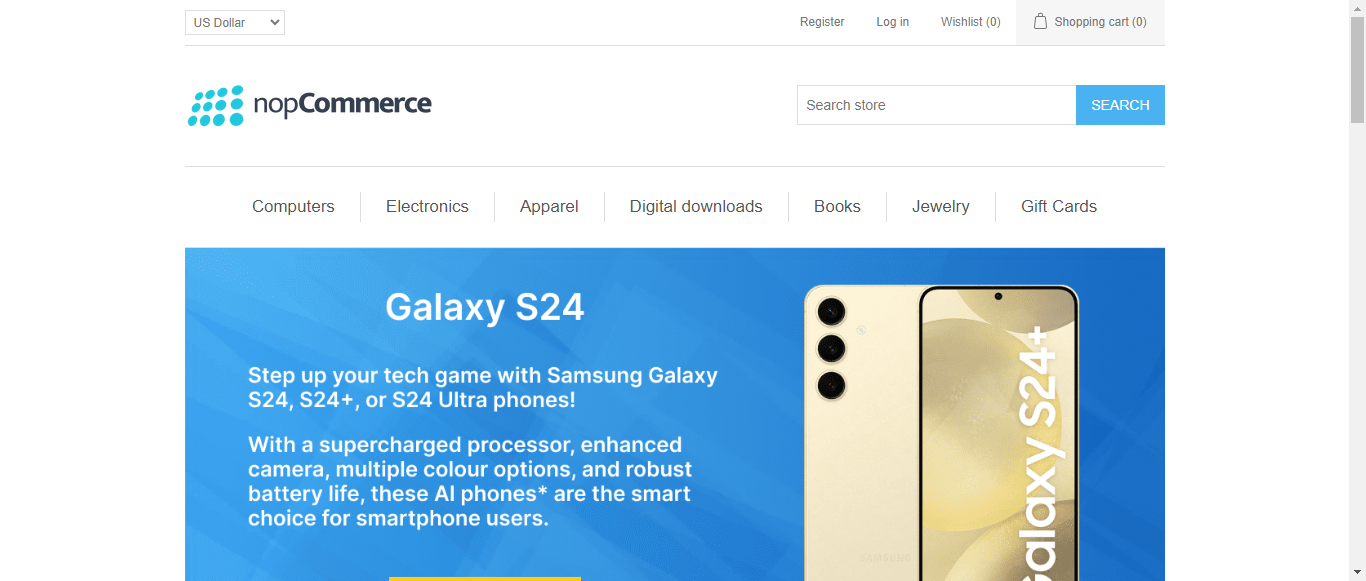 US Dollar
Register
Log in
Wishlist (0)
Shopping cart (0)
nopCommerce
Search store
SEARCH
Computers
Electronics
Apparel
Digital downloads
Books
Jewelry
Gift Cards
Galaxy S24
Step up your tech game with Samsung Galaxy
S24, S24+, or S24 Ultra phones!
With a supercharged processor, enhanced
camera, multiple colour options, and robust
battery life, these AI phones* are the smart
choice for smartphone users.
Galaxy S24+
SAMSUNG